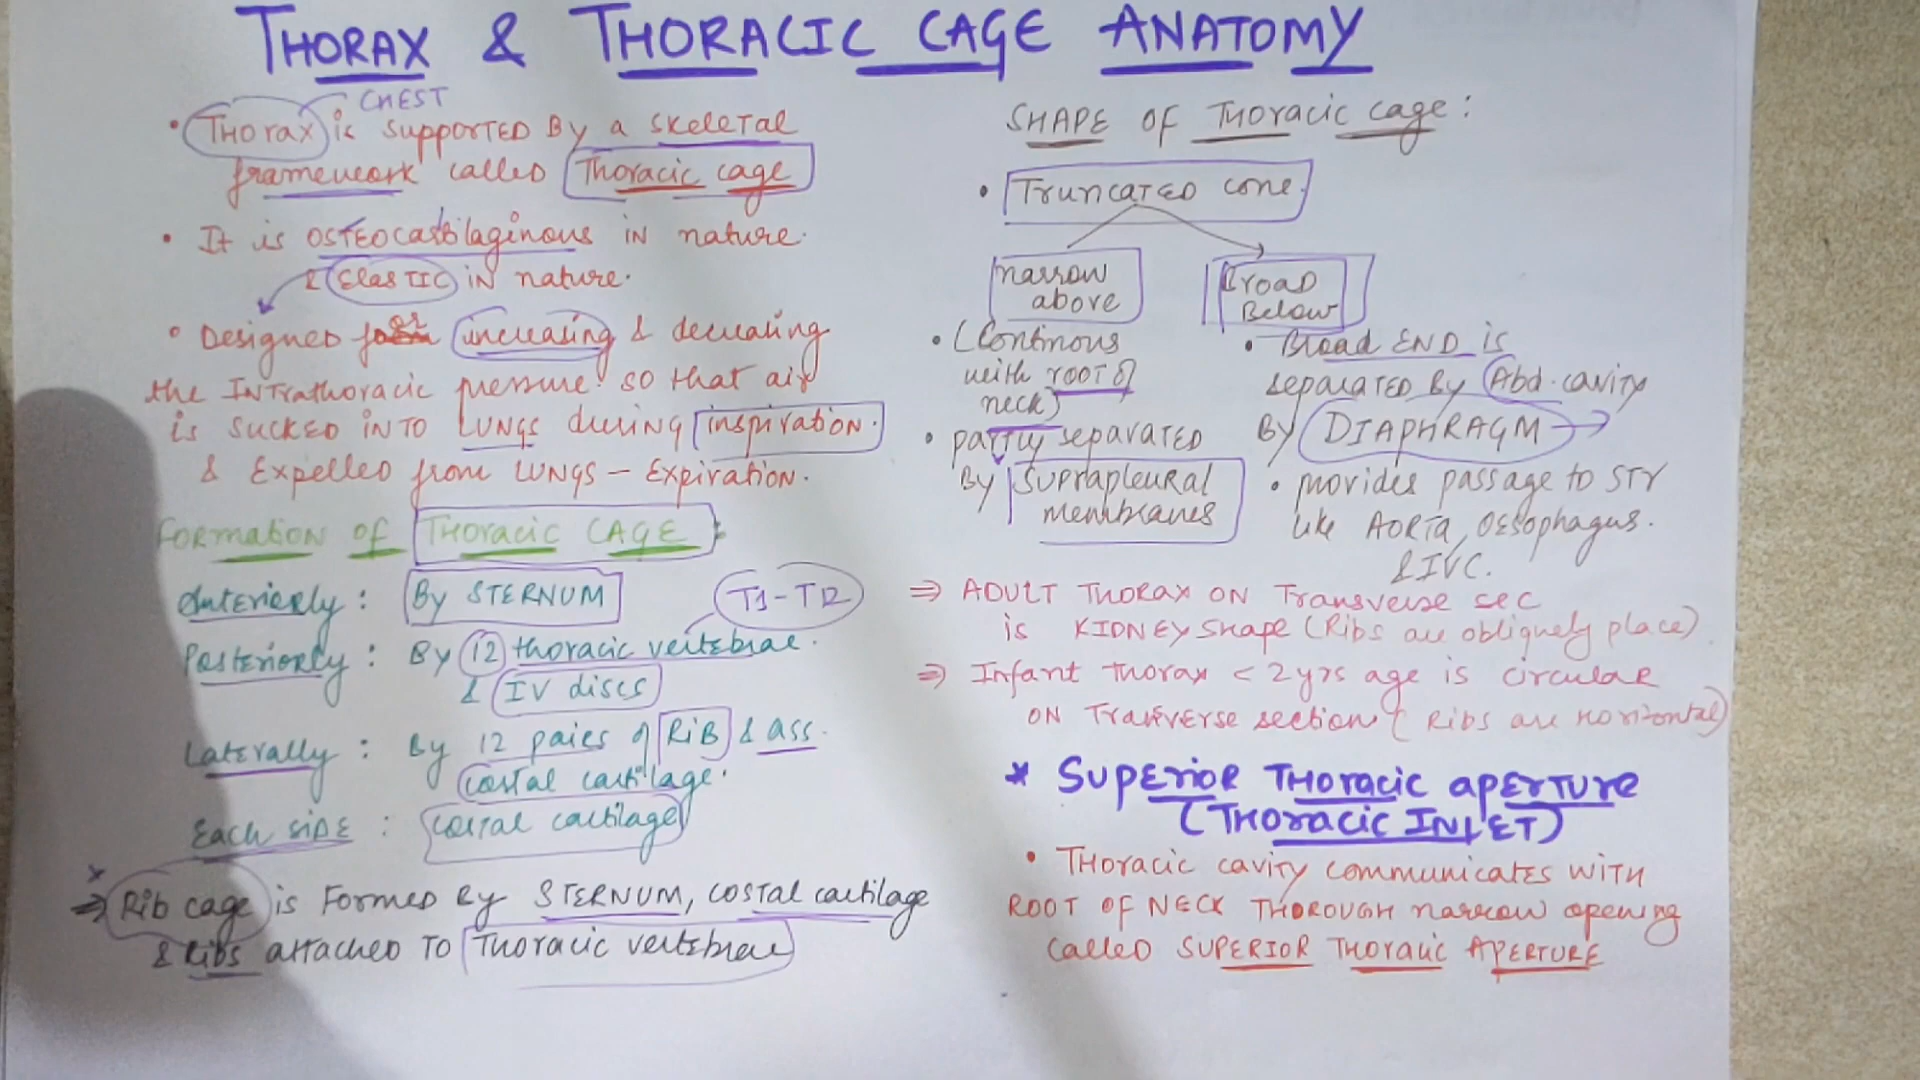 THORAX & THORACIC CAGE ANATOMY
CHEST
• Thorax is supported by a skeletal
framework called Thoracic cage
• It is osteocartilaginous in nature.
& Elastic in nature.
• Designed for increasing & decreasing
the Intrathoracic pressure. so that air
is sucked into lungs during inspiration.
& Expelled from lungs – Expiration.
Formation of Thoracic CAGE :
Anteriorly : By STERNUM
T1-T12
Posteriorly : By 12 thoracic vertebrae.
& IV discs
Laterally : By 12 pairs of RiB & ass.
costal cartilage.
Each side : costal cartilage
⇒ Rib cage is formed by STERNUM, costal cartilage
& Ribs attached to Thoracic vertebrae
SHAPE OF Thoracic cage :
• Truncated cone
narrow
above
Broad
Below
• (Continous
with root of
neck)
• partly separated
By Suprapleural
membranes
• Broad END is
separated By Abd. cavity
By DIAPHRAGM →
• provides passage to STR
like AORTA, Oesophagus.
& IVC.
⇒ ADULT Thorax on Transverse sec
is KIDNEY shape (Ribs are obliquely place)
⇒ Infant Thorax < 2 yrs age is circular
on Tranverse section ( Ribs are horizontal)
* Superior Thoracic aperture
(Thoracic INLET)
• Thoracic cavity communicates with
ROOT OF NECK THOROUGH narrow opening
called SUPERIOR Thoracic APERTURE